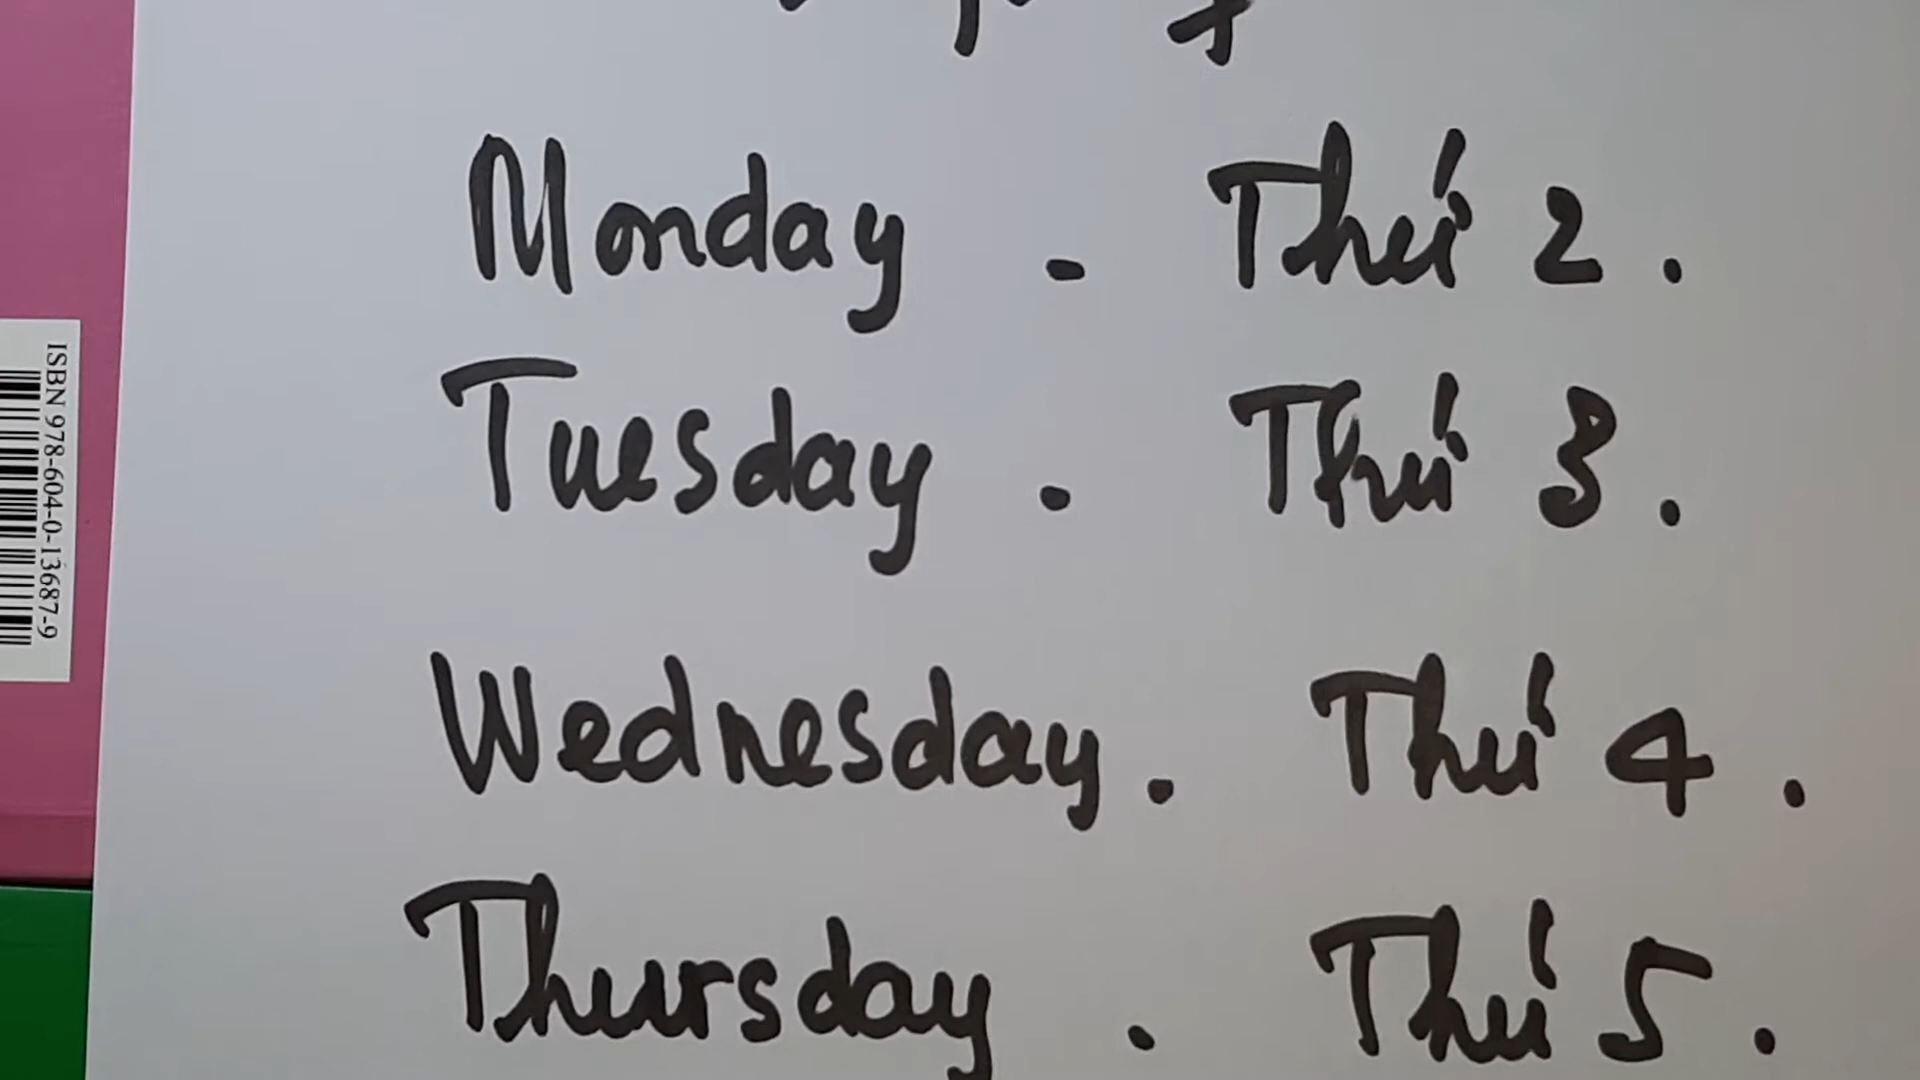 Monday - Thứ 2.
Tuesday . Thứ 3.
Wednesday. Thứ 4.
Thursday . Thứ 5.
ISBN 978-604-0-13687-9